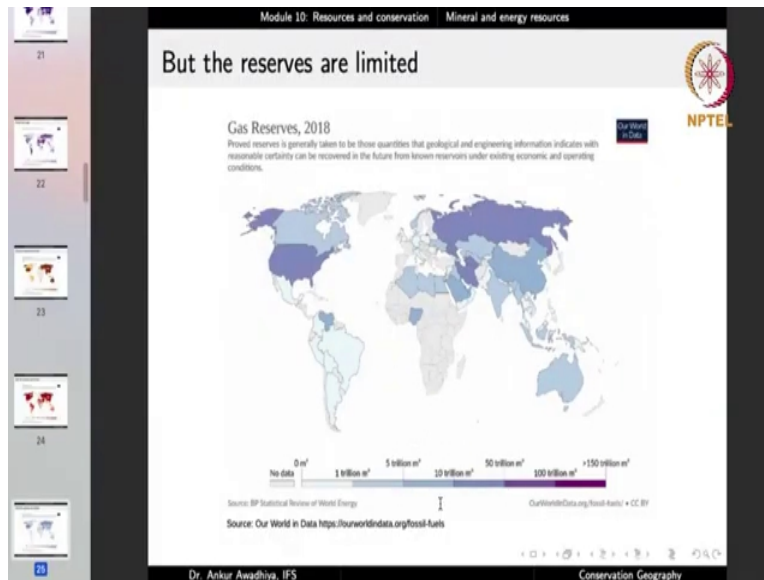 Module 10: Resources and conservation Mineral and energy resources
21
But the reserves are limited
NPTEL
Gas Reserves, 2018
Our World
in Data
Proved reserves is generally taken to be those quantities that geological and engineering information indicates with
reasonable certainty can be recovered in the future from known reservoirs under existing economic and operating
conditions.
22
23
24
No data
0 m³
1 trillion m³
5 trillion m³
10 trillion m³
50 trillion m³
100 trillion m³
>150 trillion m³
Source: BP Statistical Review of World Energy
OurWorldInData.org/fossil-fuels/ • CC BY
Source: Our World in Data https://ourworldindata.org/fossil-fuels
25
Dr. Ankur Awadhiya, IFS
Conservation Geography